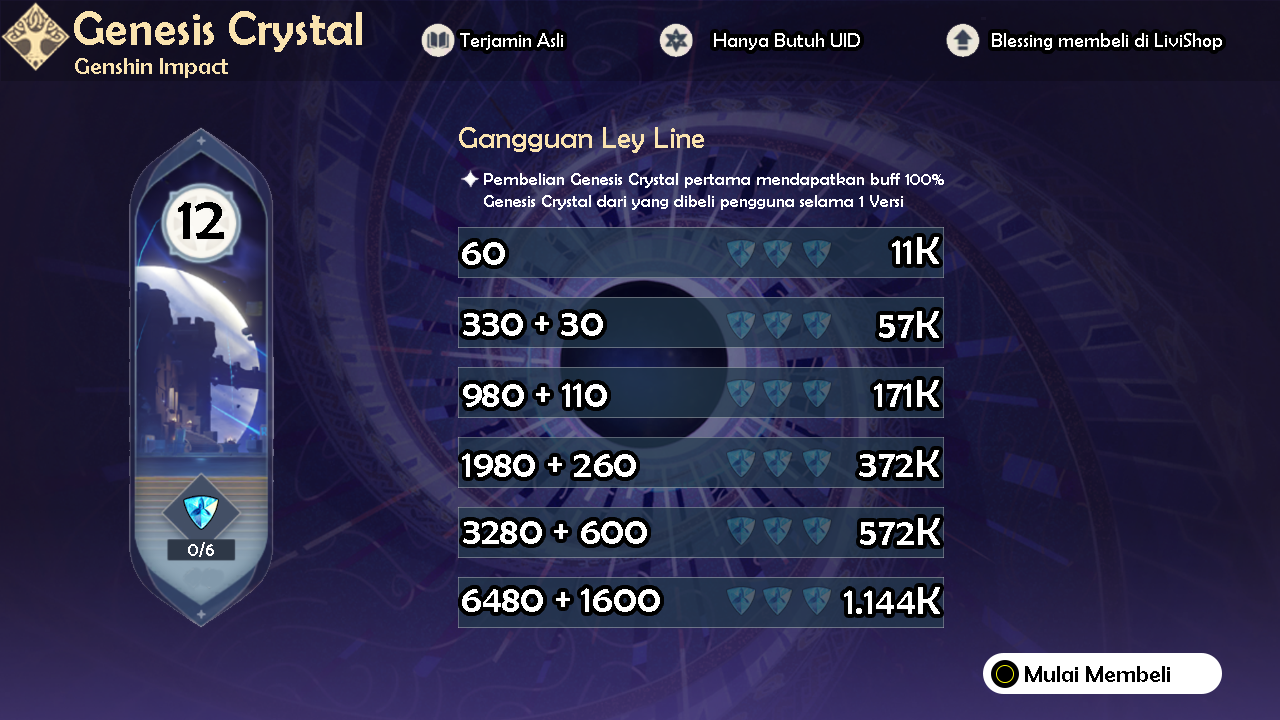 Genesis Crystal
Genshin Impact
Terjamin Asli
Hanya Butuh UID
Blessing membeli di LiviShop
12
0/6
Gangguan Ley Line
Pembelian Genesis Crystal pertama mendapatkan buff 100%
Genesis Crystal dari yang dibeli pengguna selama 1 Versi
60 11K
330 + 30 57K
980 + 110 171K
1980 + 260 372K
3280 + 600 572K
6480 + 1600 1.144K
Mulai Membeli